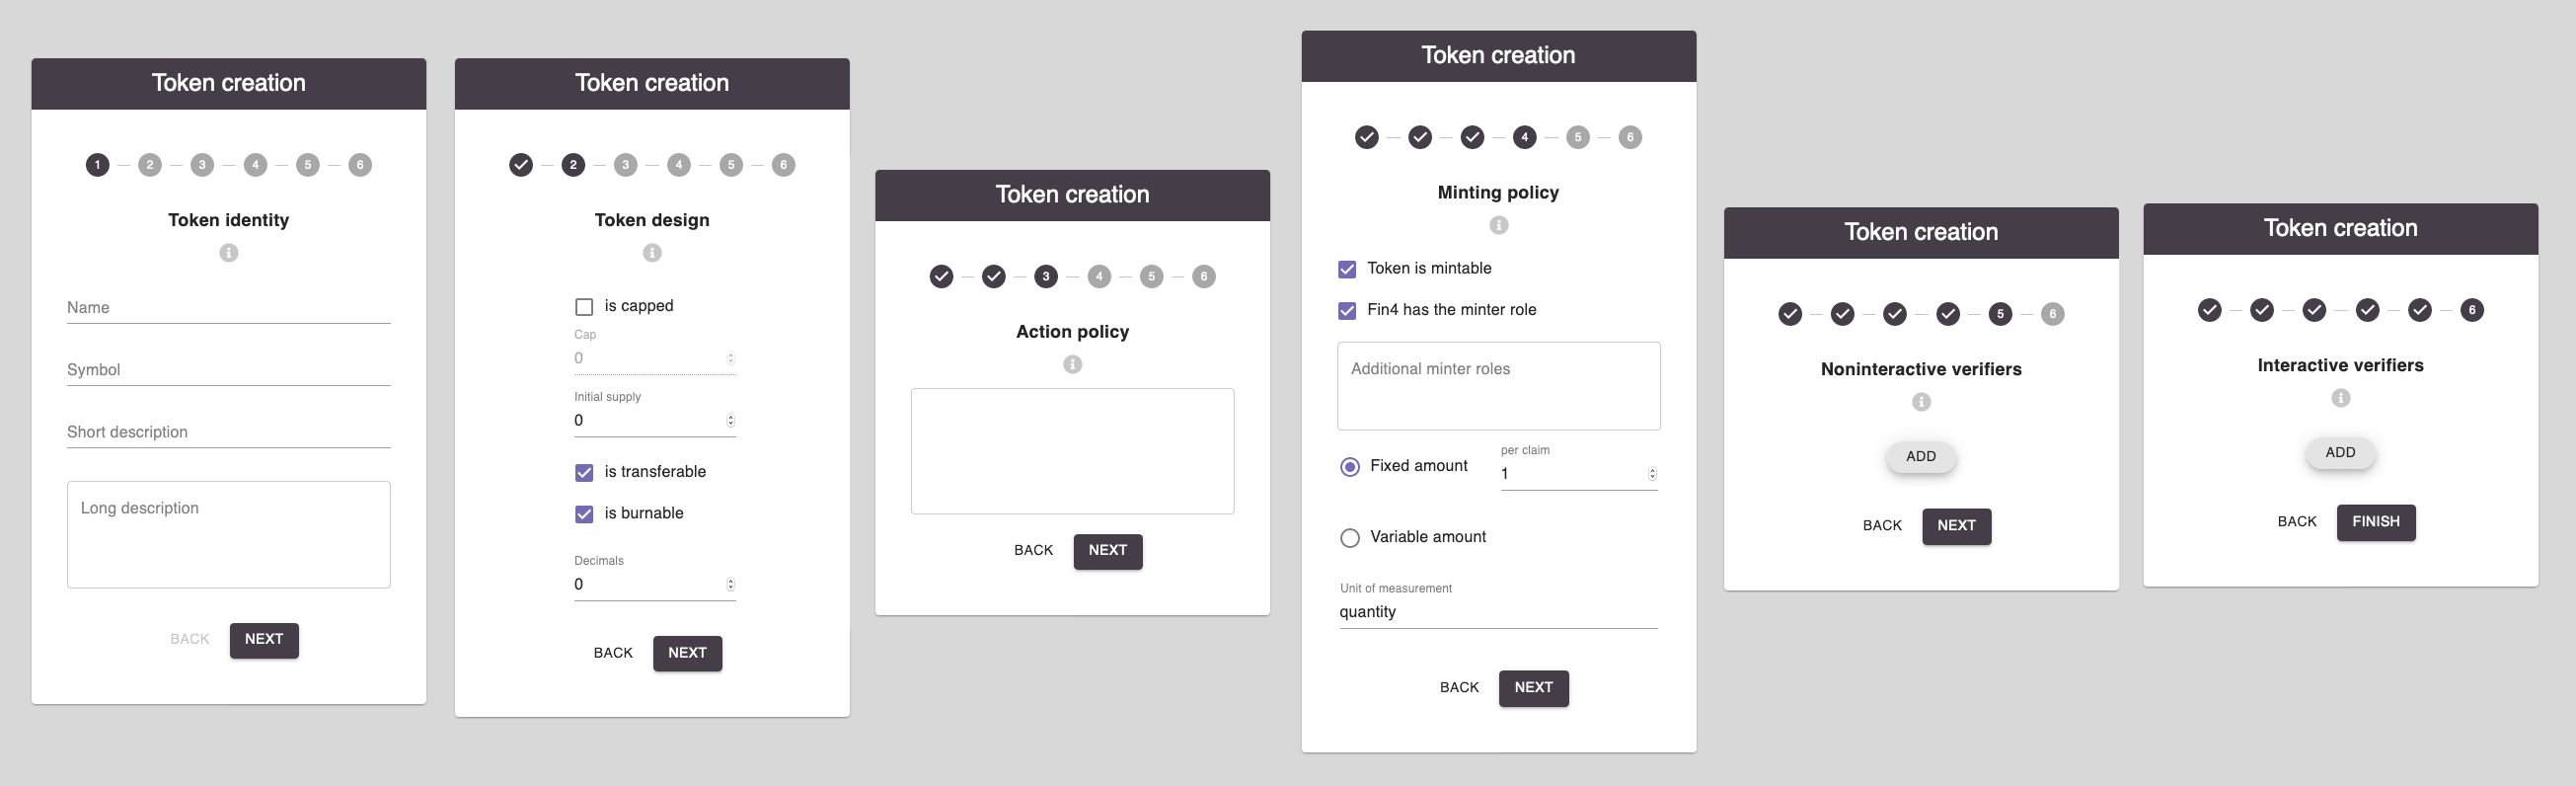 Token creation
1 2 3 4 5 6
Token identity
Name
Symbol
Short description
Long description
BACK NEXT
Token creation
2 3 4 5 6
Token design
is capped
Cap
0
Initial supply
0
is transferable
is burnable
Decimals
0
BACK NEXT
Token creation
3 4 5 6
Action policy
BACK NEXT
Token creation
4 5 6
Minting policy
Token is mintable
Fin4 has the minter role
Additional minter roles
Fixed amount
per claim
1
Variable amount
Unit of measurement
quantity
BACK NEXT
Token creation
5 6
Noninteractive verifiers
ADD
BACK NEXT
Token creation
6
Interactive verifiers
ADD
BACK FINISH